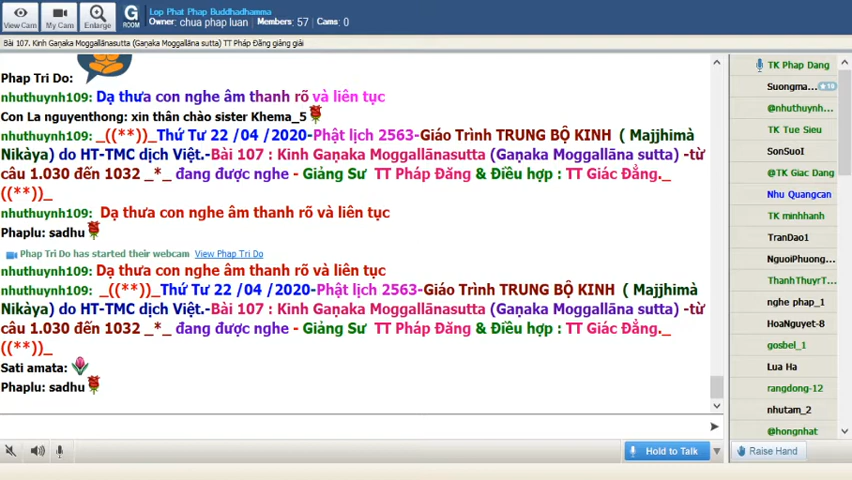 Lop Phat Phap Buddhadhamma
Owner: chua phap luan Members: 57 Cams: 0
View Cam My Cam Enlarge G ROOM
Bài 107. Kinh Gaṇaka Moggallānasutta (Gaṇaka Moggallāna sutta) TT Pháp Đăng giảng giải
Phap Tri Do:
nhuthuynh109: Dạ thưa con nghe âm thanh rõ và liên tục
Con La nguyenthong: xin thân chào sister Khema_5
nhuthuynh109: _((**))_Thứ Tư 22 /04 /2020-Phật lịch 2563-Giáo Trình TRUNG BỘ KINH ( Majjhimà
Nikàya) do HT-TMC dịch Việt.-Bài 107 : Kinh Gaṇaka Moggallānasutta (Gaṇaka Moggallāna sutta) -từ
câu 1.030 đến 1032 _*_ đang được nghe - Giảng Sư TT Pháp Đăng & Điều hợp : TT Giác Đẳng._
((**))_
nhuthuynh109: Dạ thưa con nghe âm thanh rõ và liên tục
Phaplu: sadhu
Phap Tri Do has started their webcam View Phap Tri Do
nhuthuynh109: Dạ thưa con nghe âm thanh rõ và liên tục
nhuthuynh109: _((**))_Thứ Tư 22 /04 /2020-Phật lịch 2563-Giáo Trình TRUNG BỘ KINH ( Majjhimà
Nikàya) do HT-TMC dịch Việt.-Bài 107 : Kinh Gaṇaka Moggallānasutta (Gaṇaka Moggallāna sutta) -từ
câu 1.030 đến 1032 _*_ đang được nghe - Giảng Sư TT Pháp Đăng & Điều hợp : TT Giác Đẳng._
((**))_
Sati amata:
Phaplu: sadhu
TK Phap Dang
Suongma... 10
@nhuthuynh...
TK Tue Sieu
SonSuoI
@TK Giac Dang
Nhu Quangcan
TK minhhanh
TranDao1
NguoiPhuong...
ThanhThuyrT...
nghe phap_1
HoaNguyet-8
gosbel_1
Lua Ha
rangdong-12
nhutam_2
@hongnhat
Hold to Talk
Raise Hand